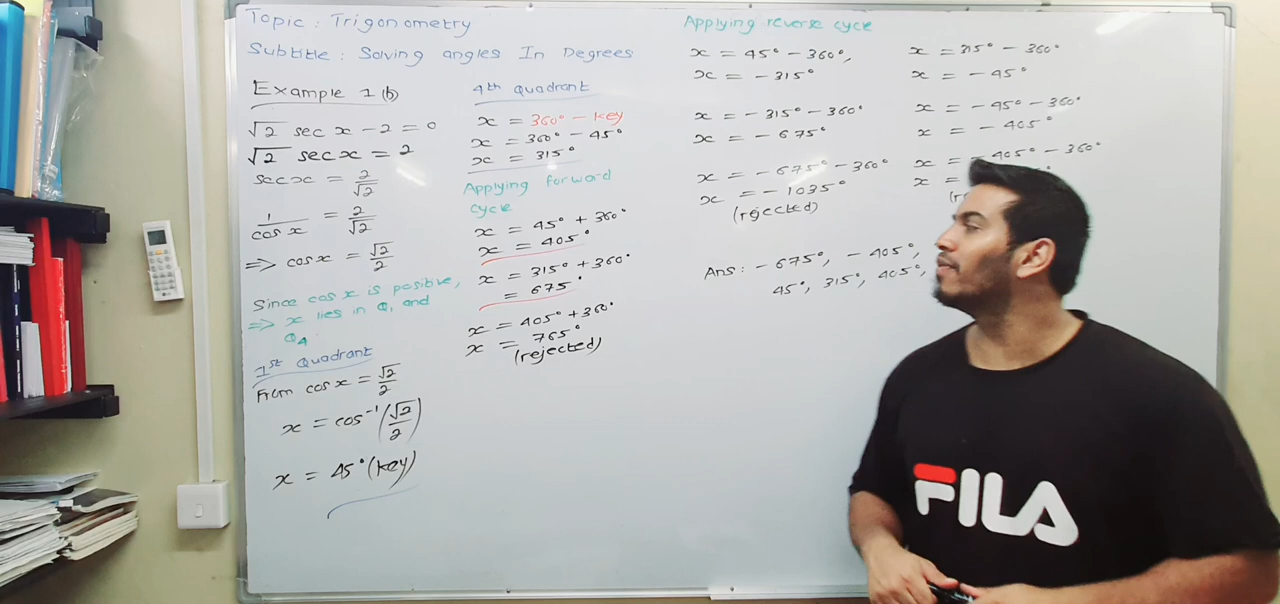 Topic : Trigonometry
Subtitle : Solving angles In Degrees
Example 1(b)
√2 sec x - 2 = 0
√2 sec x = 2
sec x = 2/√2
1/cos x = 2/√2
=> cos x = √2/2
Since cos x is positive,
=> x lies in Q1 and
Q4
1st Quadrant
From cos x = √2/2
x = cos⁻¹(√2/2)
x = 45° (key)
4th Quadrant
x = 360° - key
x = 360° - 45°
x = 315°
Applying forward
cycle
x = 45° + 360°
x = 405°
x = 315° + 360°
= 675°
x = 405° + 360°
x = 765°
(rejected)
Applying reverse cycle
x = 45° - 360°,
x = -315°
x = -315° - 360°
x = -675°
x = -675° - 360°
x = -1035°
(rejected)
x = 315° - 360°
x = -45°
x = -45° - 360°
x = -405°
x = -405° - 360°
x =
Ans : -675°, -405°,
45°, 315°, 405°,
FILA